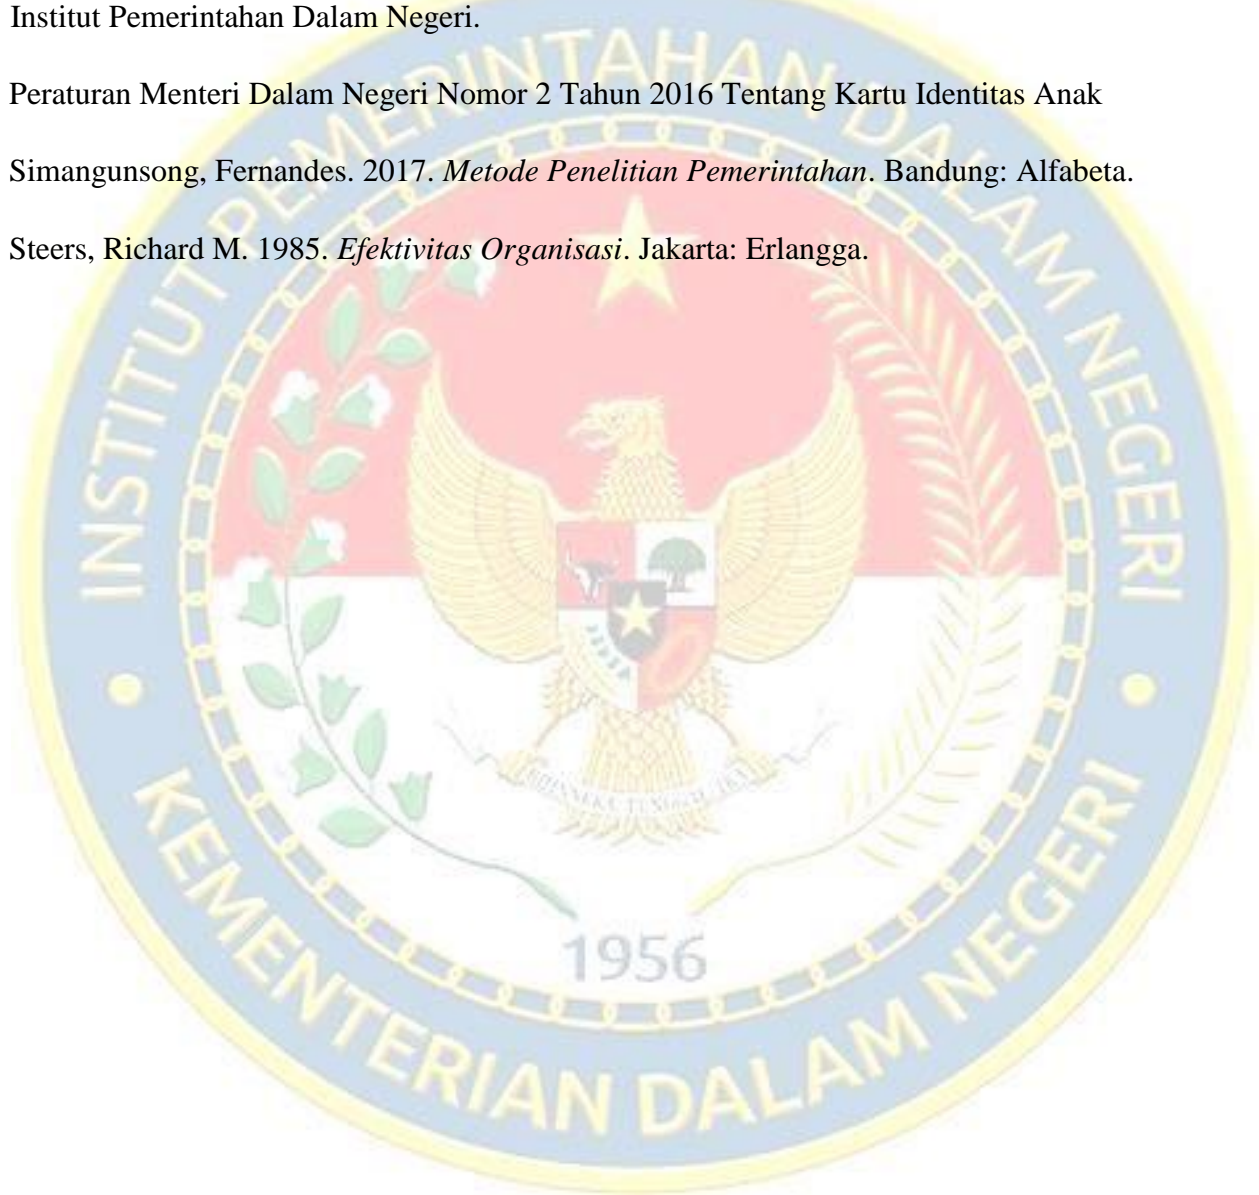 Institut Pemerintahan Dalam Negeri.
Peraturan Menteri Dalam Negeri Nomor 2 Tahun 2016 Tentang Kartu Identitas Anak
Simangunsong, Fernandes. 2017. Metode Penelitian Pemerintahan. Bandung: Alfabeta.
Steers, Richard M. 1985. Efektivitas Organisasi. Jakarta: Erlangga.
INSTITUT PEMERINTAHAN DALAM NEGERI
1956
KEMENTERIAN DALAM NEGERI